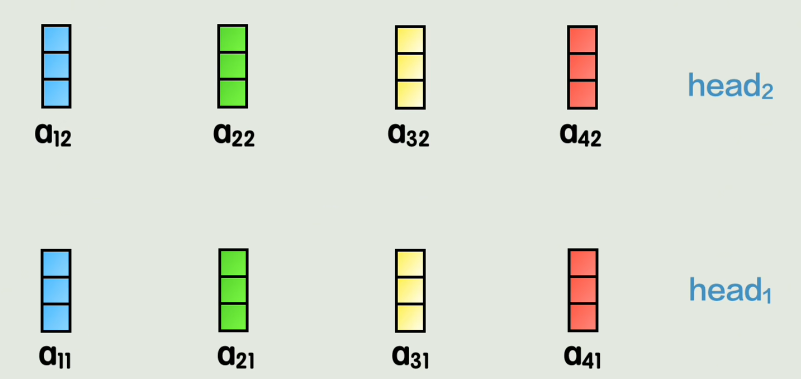 head₂
a₁₂ a₂₂ a₃₂ a₄₂
head₁
a₁₁ a₂₁ a₃₁ a₄₁